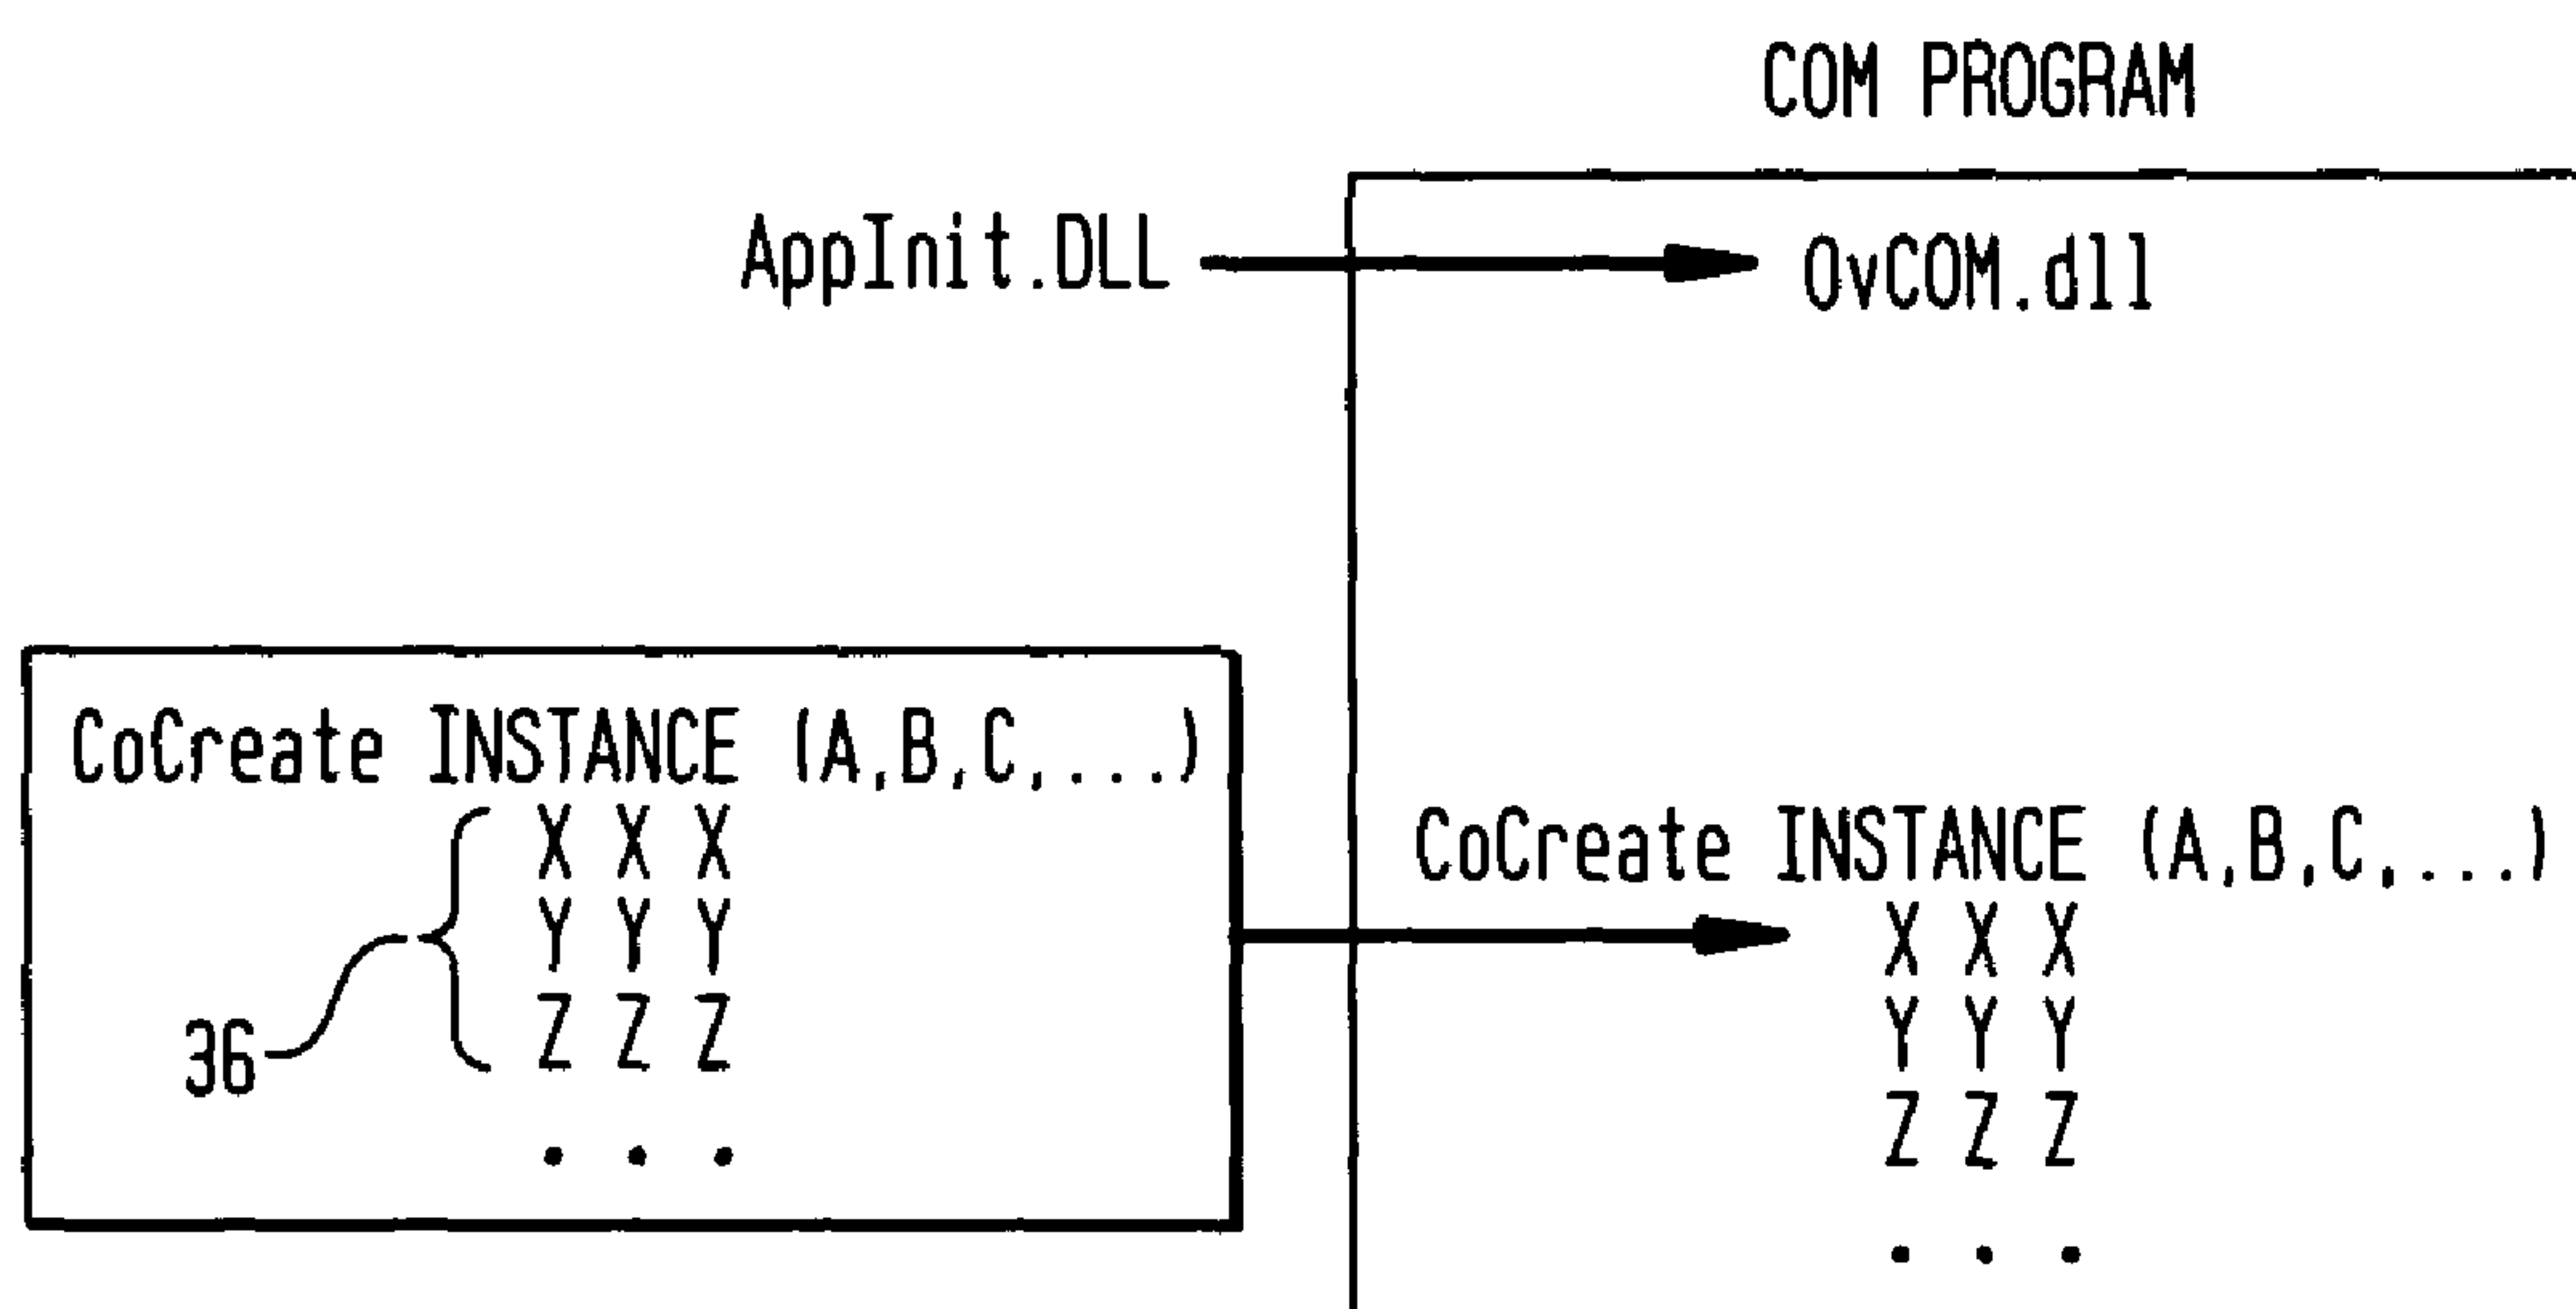 COM PROGRAM
AppInit.DLL
OvCOM.dll
CoCreate INSTANCE (A,B,C,...)
X X X
Y Y Y
Z Z Z
. . .
36
CoCreate INSTANCE (A,B,C,...)
X X X
Y Y Y
Z Z Z
. . .